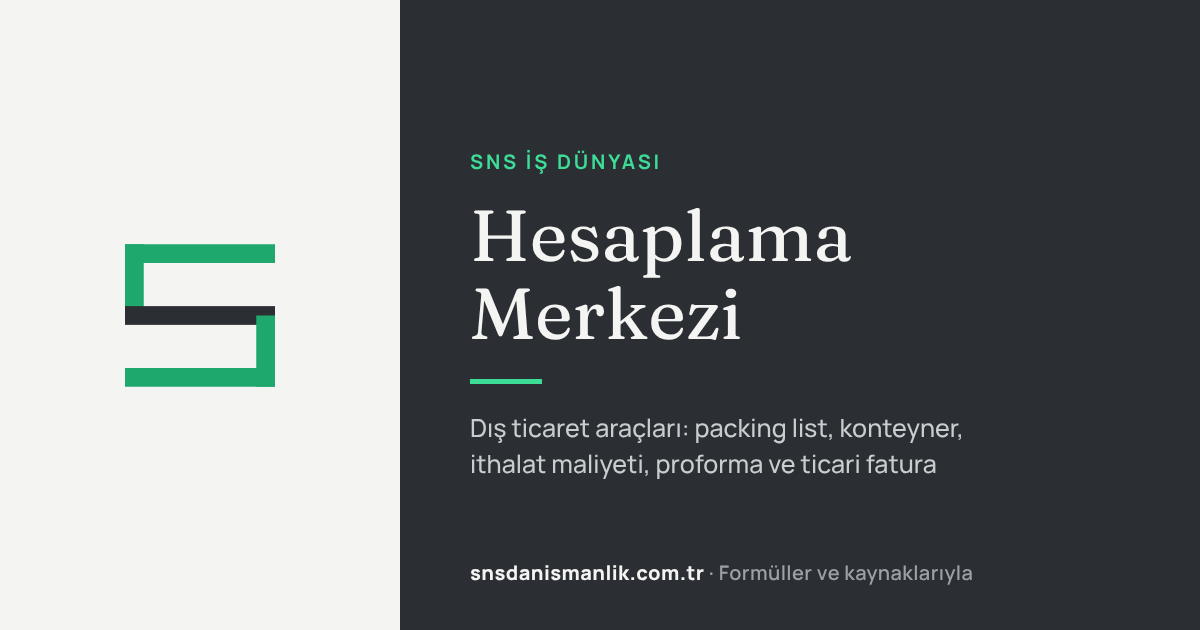 SNS İŞ DÜNYASI
Hesaplama
Merkezi
Dış ticaret araçları: packing list, konteyner,
ithalat maliyeti, proforma ve ticari fatura
snsdanismanlik.com.tr · Formüller ve kaynaklarıyla